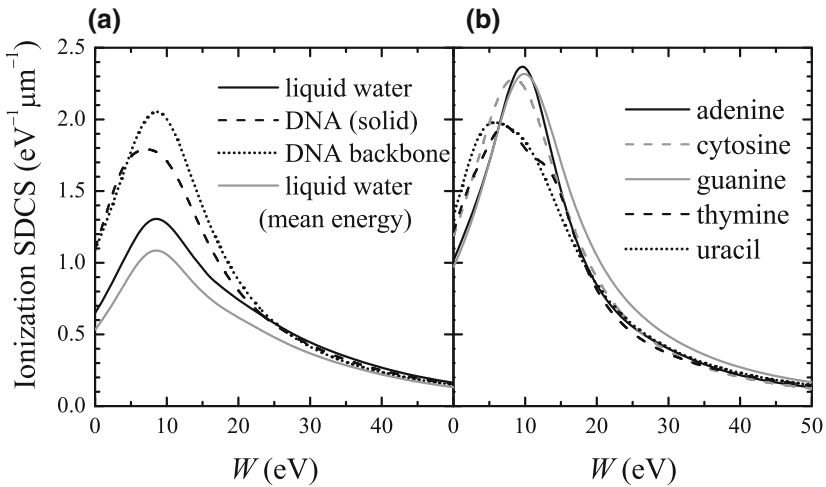 (a)
(b)
Ionization SDCS (eV⁻¹μm⁻¹)
2.5
2.0
1.5
1.0
0.5
0.0
liquid water
DNA (solid)
DNA backbone
liquid water
(mean energy)
adenine
cytosine
guanine
thymine
uracil
0 10 20 30 40 0 10 20 30 40 50
W (eV)
W (eV)